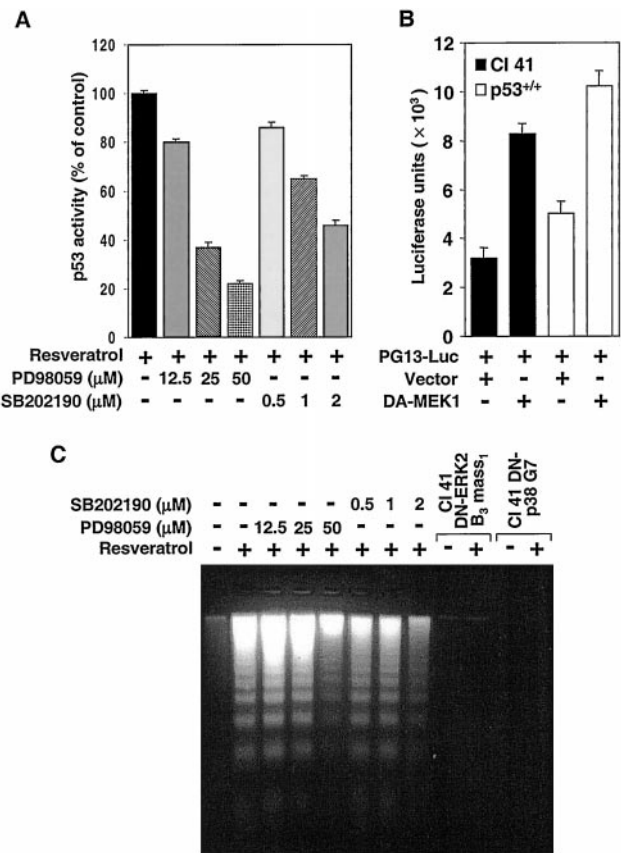 A
p53 activity (% of control)
120
100
80
60
40
20
0
Resveratrol + + + + + + +
PD98059 (μM) - 12.5 25 50 - - -
SB202190 (μM) - - - - 0.5 1 2
B
Luciferase units (× 10³)
12
10
8
6
4
2
0
Cl 41
p53+/+
PG13-Luc + + + +
Vector + - + -
DA-MEK1 - + - +
C
SB202190 (μM) - - - - - 0.5 1 2
PD98059 (μM) - - 12.5 25 50 - - -
Resveratrol - + + + + + + + - + - +
Cl 41
DN-ERK2
B₃ mass₁
Cl 41 DN-
p38 G7